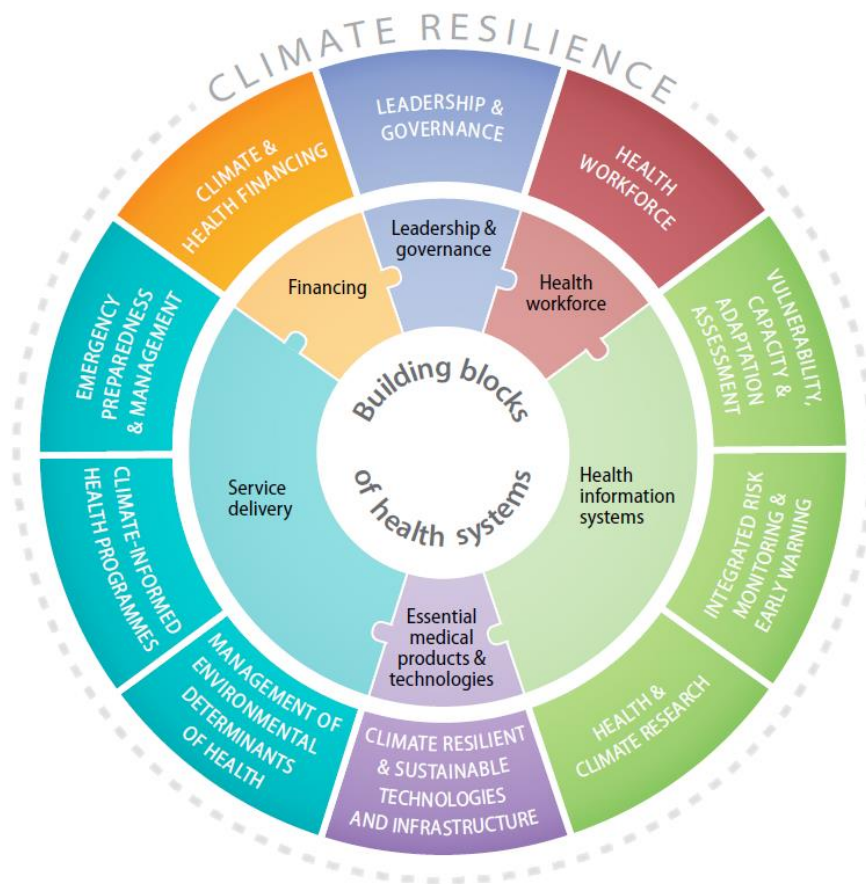 CLIMATE RESILIENCE
LEADERSHIP &
GOVERNANCE
HEALTH
WORKFORCE
VULNERABILITY,
CAPACITY &
ADAPTATION
ASSESSMENT
INTEGRATED RISK
MONITORING &
EARLY WARNING
HEALTH &
CLIMATE RESEARCH
CLIMATE RESILIENT
& SUSTAINABLE
TECHNOLOGIES
AND INFRASTRUCTURE
MANAGEMENT OF
ENVIRONMENTAL
DETERMINANTS
OF HEALTH
CLIMATE-INFORMED
HEALTH PROGRAMMES
EMERGENCY
PREPAREDNESS
& MANAGEMENT
CLIMATE &
HEALTH FINANCING
Leadership &
governance
Health
workforce
Health
information
systems
Essential
medical
products &
technologies
Service
delivery
Financing
Building blocks
of health systems